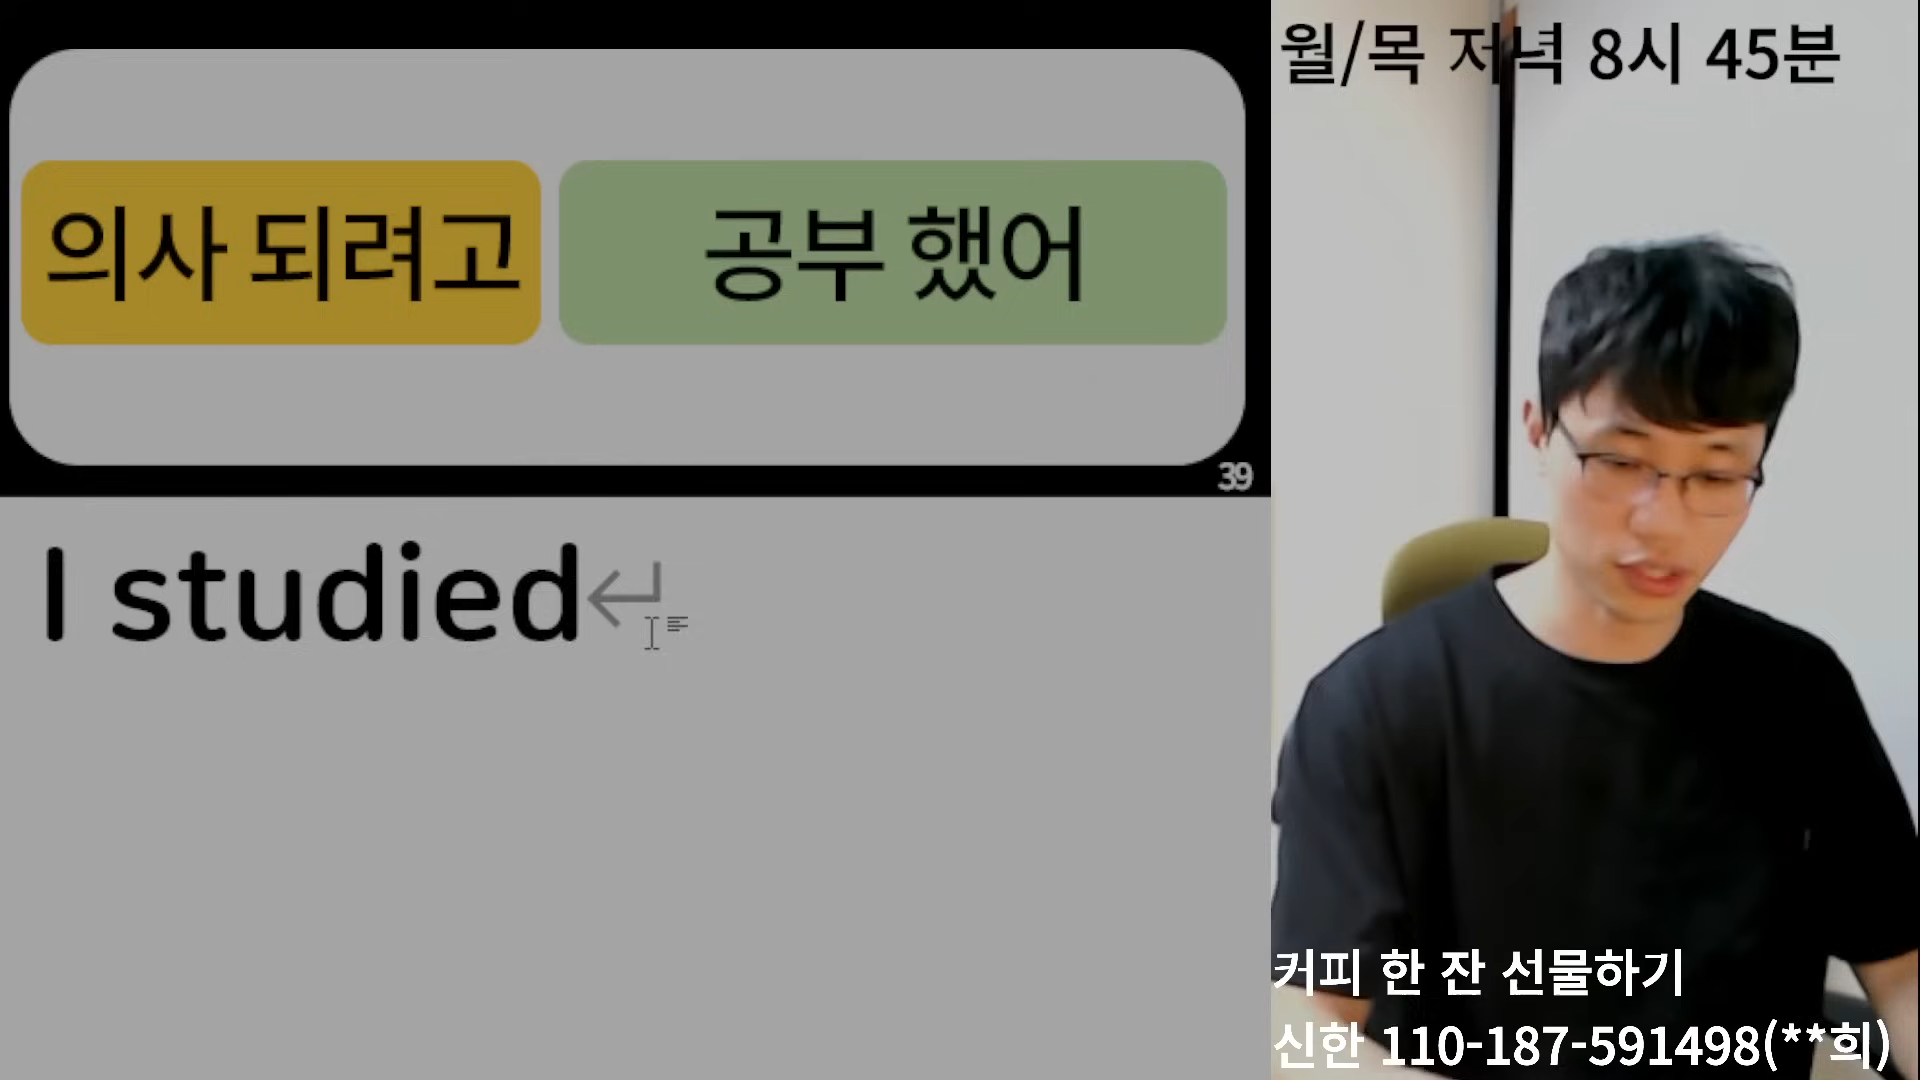 의사 되려고 공부 했어
39
I studied
월/목 저녁 8시 45분
커피 한 잔 선물하기
신한 110-187-591498(**희)